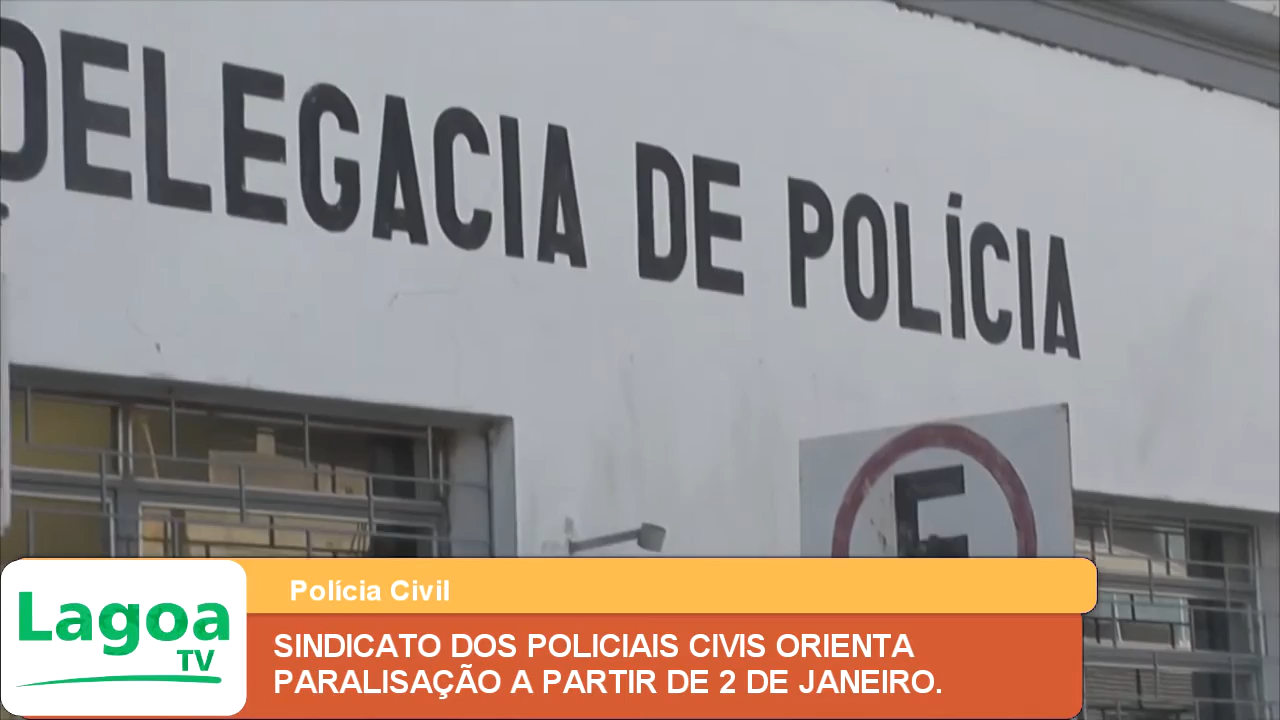 DELEGACIA DE POLÍCIA
E
Lagoa
TV
Polícia Civil
SINDICATO DOS POLICIAIS CIVIS ORIENTA
PARALISAÇÃO A PARTIR DE 2 DE JANEIRO.